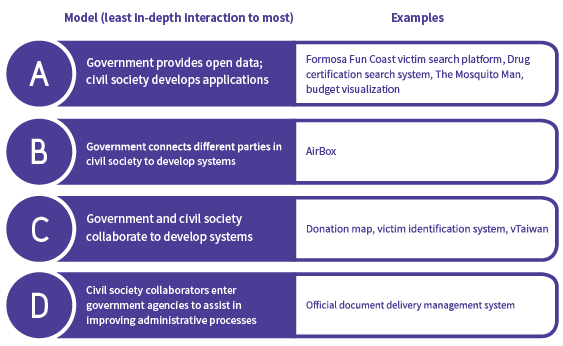 Model (least in-depth interaction to most)
Examples
A
Government provides open data;
civil society develops applications
Formosa Fun Coast victim search platform, Drug
certification search system, The Mosquito Man,
budget visualization
B
Government connects different parties in
civil society to develop systems
AirBox
C
Government and civil society
collaborate to develop systems
Donation map, victim identification system, vTaiwan
D
Civil society collaborators enter
government agencies to assist in
improving administrative processes
Official document delivery management system